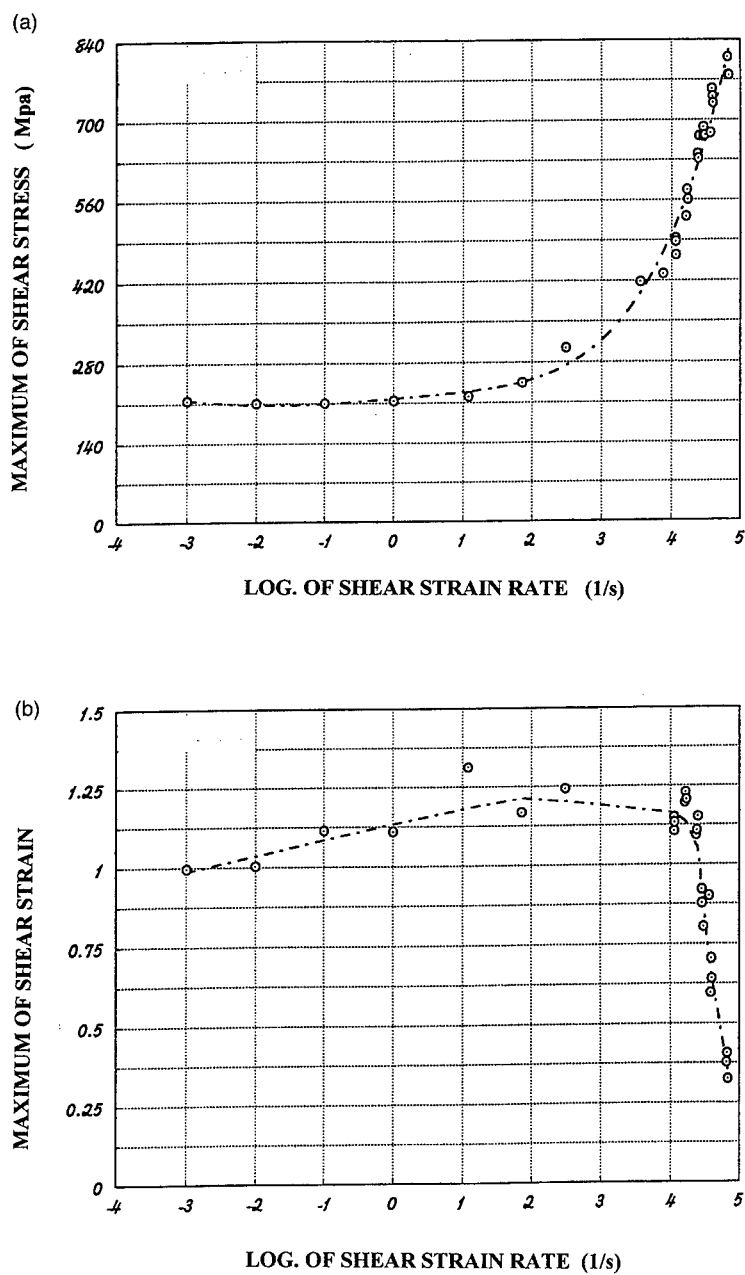 (a)
MAXIMUM OF SHEAR STRESS ( Mpa)
840
700
560
420
280
140
0
-4 -3 -2 -1 0 1 2 3 4 5
LOG. OF SHEAR STRAIN RATE (1/s)
(b)
MAXIMUM OF SHEAR STRAIN
1.5
1.25
1
0.75
0.5
0.25
0
-4 -3 -2 -1 0 1 2 3 4 5
LOG. OF SHEAR STRAIN RATE (1/s)